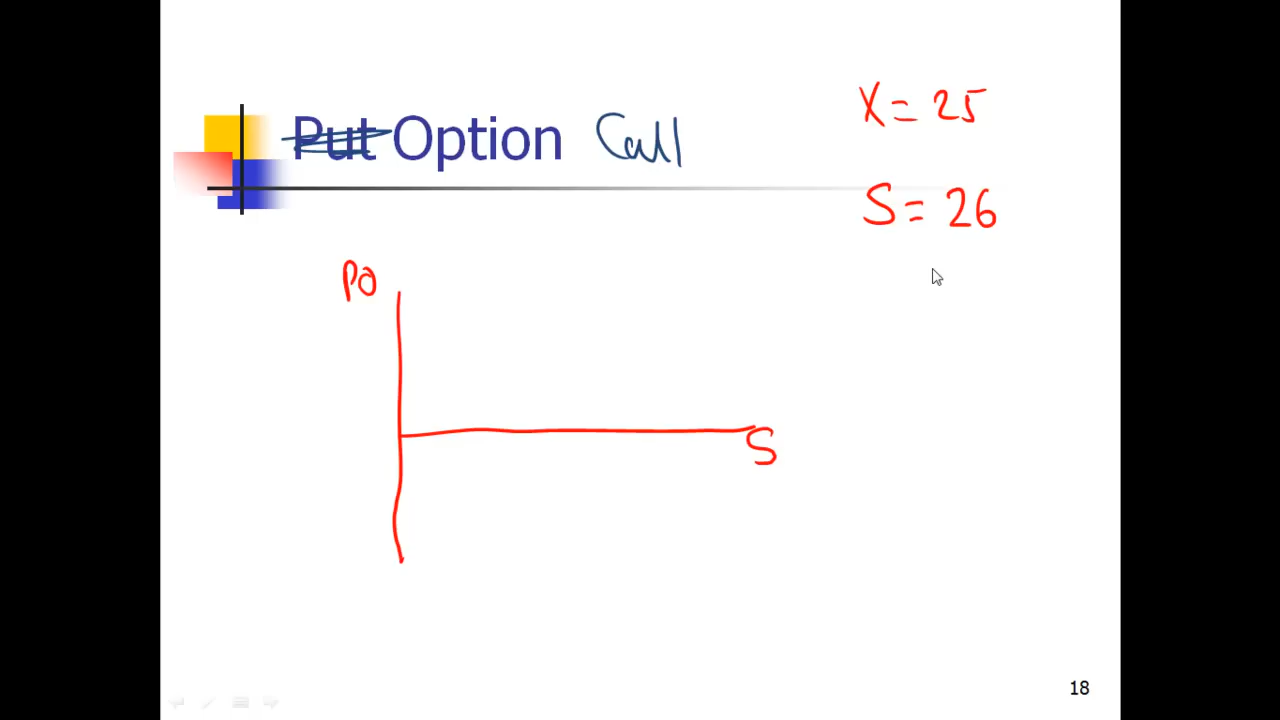 X = 25
Put Option Call
S = 26
PO
S
18